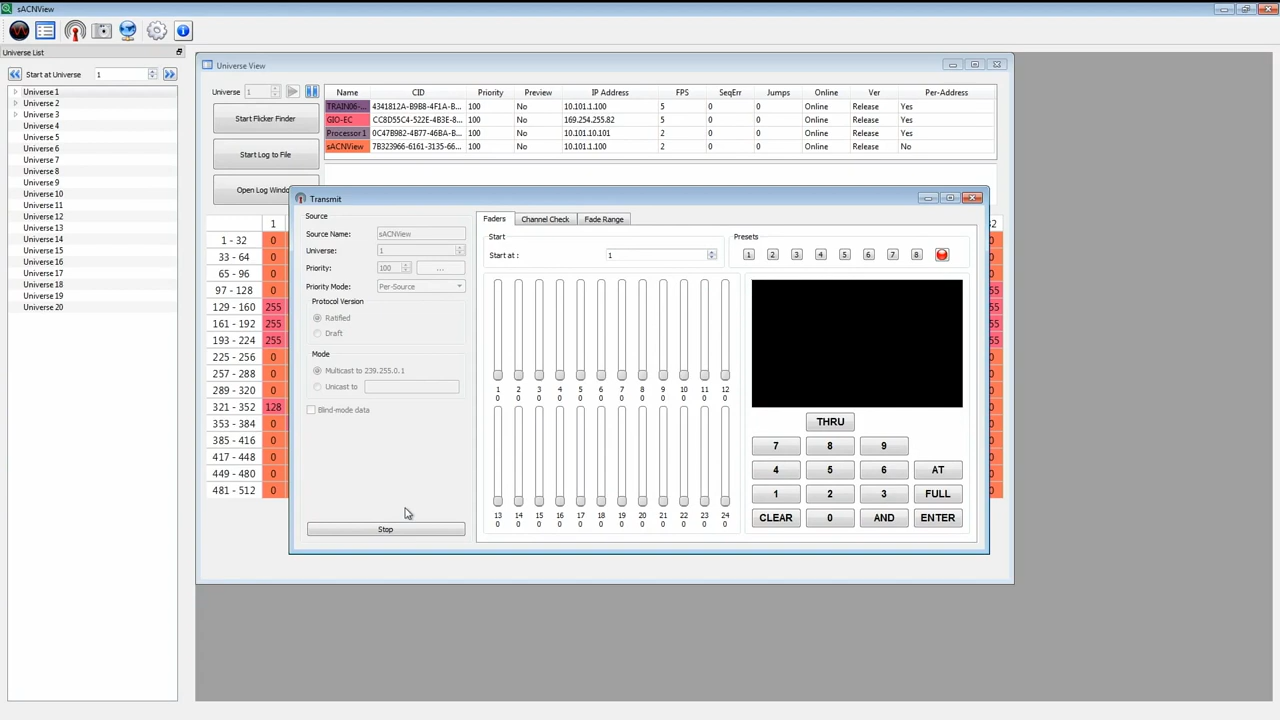 sACNView
Universe List
Start at Universe 1
Universe 1
Universe 2
Universe 3
Universe 4
Universe 5
Universe 6
Universe 7
Universe 8
Universe 9
Universe 10
Universe 11
Universe 12
Universe 13
Universe 14
Universe 15
Universe 16
Universe 17
Universe 18
Universe 19
Universe 20
Universe View
Universe 1
Start Flicker Finder
Start Log to File
Open Log Windo
Name CID Priority Preview IP Address FPS SeqErr Jumps Online Ver Per-Address
TRAIN06-... 4341812A-B9B8-4F1A-B... 100 No 10.101.1.100 5 0 0 Online Release Yes
GIO-EC CC8D55C4-522E-4B3E-8... 100 No 169.254.255.82 5 0 0 Online Release Yes
Processor1 0C47B982-4B77-46BA-B... 100 No 10.101.10.101 2 0 0 Online Release Yes
sACNView 7B323966-6161-3135-66... 100 No 10.101.1.100 2 0 0 Online Release No
1
1 - 32 0
33 - 64 0
65 - 96 0
97 - 128 0
129 - 160 255
161 - 192 255
193 - 224 255
225 - 256 0
257 - 288 0
289 - 320 0
321 - 352 128
353 - 384 0
385 - 416 0
417 - 448 0
449 - 480 0
481 - 512 0
Transmit
Source
Source Name: sACNView
Universe: 1
Priority: 100 ...
Priority Mode: Per-Source
Protocol Version
Ratified
Draft
Mode
Multicast to 239.255.0.1
Unicast to
Blind-mode data
Stop
Faders Channel Check Fade Range
Start
Start at : 1
Presets
1 2 3 4 5 6 7 8
1 2 3 4 5 6 7 8 9 10 11 12
0 0 0 0 0 0 0 0 0 0 0 0
13 14 15 16 17 18 19 20 21 22 23 24
0 0 0 0 0 0 0 0 0 0 0 0
THRU
7 8 9
4 5 6 AT
1 2 3 FULL
CLEAR 0 AND ENTER